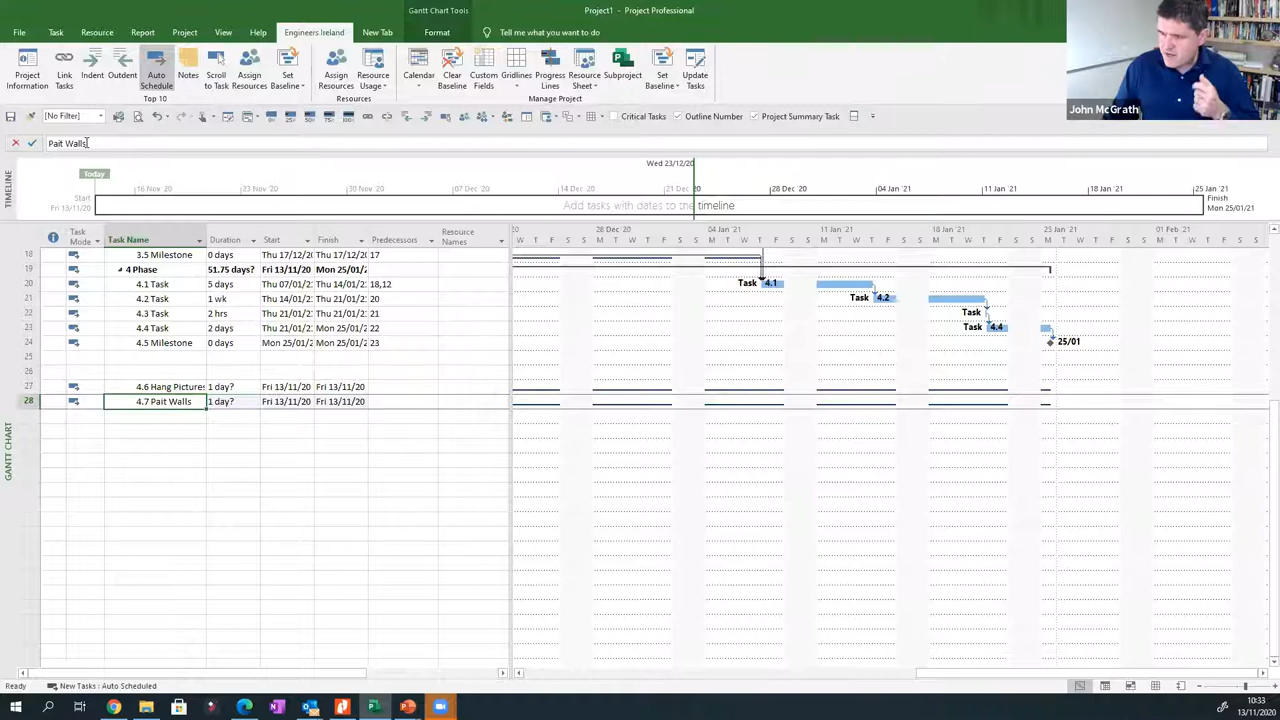 Gantt Chart Tools
Project1 - Project Professional
File Task Resource Report Project View Help Engineers Ireland New Tab Format Tell me what you want to do
Project Information
Link Tasks
Indent
Outdent
Auto Schedule
Notes
Scroll to Task
Assign Resources
Set Baseline
Assign Resources
Resource Usage
Calendar
Clear Baseline
Custom Fields
Gridlines
Progress Lines
Resource Sheet
Subproject
Set Baseline
Update Tasks
Top 10
Resources
Manage Project
John McGrath
[No Filter] Critical Tasks Outline Number Project Summary Task
Pait Walls
Wed 23/12/20
Today
16 Nov '20 23 Nov '20 30 Nov '20 07 Dec '20 14 Dec '20 21 Dec '20 28 Dec '20 04 Jan '21 11 Jan '21 18 Jan '21 25 Jan '21
TIMELINE
Start
Fri 13/11/20
Add tasks with dates to the timeline
Finish
Mon 25/01/21
Task Mode Task Name Duration Start Finish Predecessors Resource Names
20 28 Dec '20 04 Jan '21 11 Jan '21 18 Jan '21 25 Jan '21 01 Feb '21
W T F S S M T W T F S S M T W T F S S M T W T F S S M T W T F S S M T W T F S S M T W T F S
18 3.5 Milestone 0 days Thu 17/12/2 Thu 17/12/2 17
19 4 Phase 51.75 days? Fri 13/11/20 Mon 25/01/2
20 4.1 Task 5 days Thu 07/01/2 Thu 14/01/2 18,12 Task 4.1
21 4.2 Task 1 wk Thu 14/01/2 Thu 21/01/2 20 Task 4.2
22 4.3 Task 2 hrs Thu 21/01/2 Thu 21/01/2 21 Task
23 4.4 Task 2 days Thu 21/01/2 Mon 25/01/2 22 Task 4.4
24 4.5 Milestone 0 days Mon 25/01/2 Mon 25/01/2 23 25/01
25
26
27 4.6 Hang Pictures 1 day? Fri 13/11/20 Fri 13/11/20
28 4.7 Pait Walls 1 day? Fri 13/11/20 Fri 13/11/20
GANTT CHART
Ready New Tasks : Auto Scheduled
10:33
13/11/2020